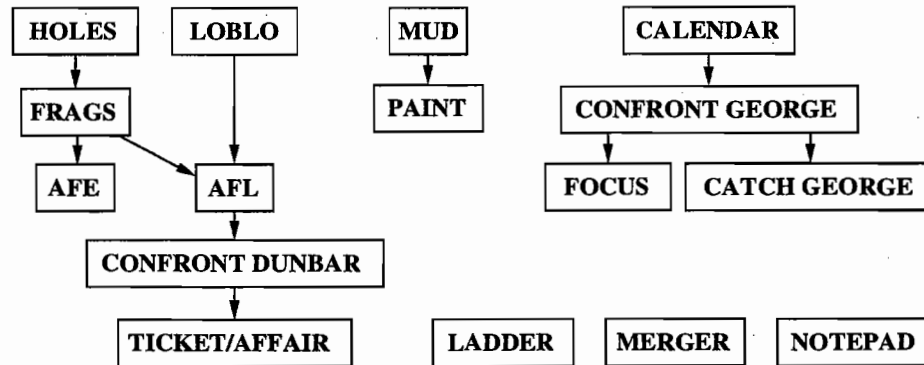 HOLES
LOBLO
MUD
CALENDAR
FRAGS
PAINT
CONFRONT GEORGE
AFE
AFL
FOCUS
CATCH GEORGE
CONFRONT DUNBAR
TICKET/AFFAIR
LADDER
MERGER
NOTEPAD